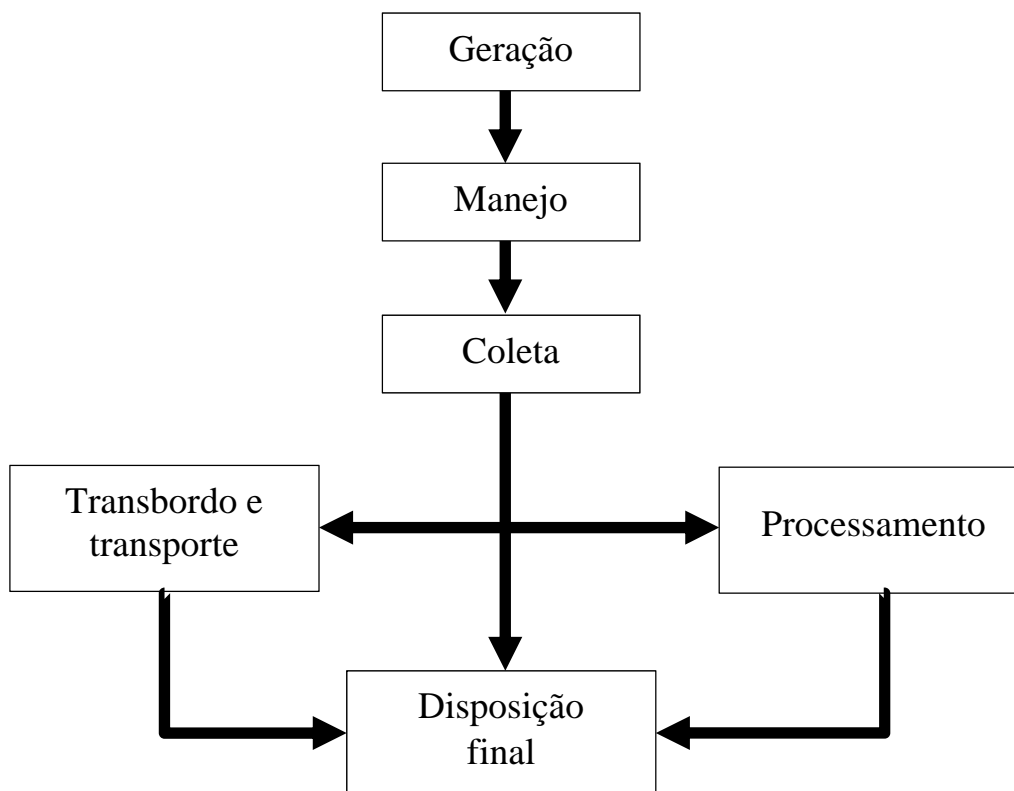 Geração
Manejo
Coleta
Transbordo e
transporte
Processamento
Disposição
final